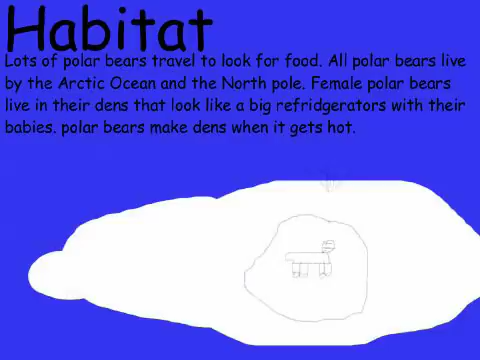 Habitat
Lots of polar bears travel to look for food. All polar bears live
by the Arctic Ocean and the North pole. Female polar bears
live in their dens that look like a big refridgerators with their
babies. polar bears make dens when it gets hot.